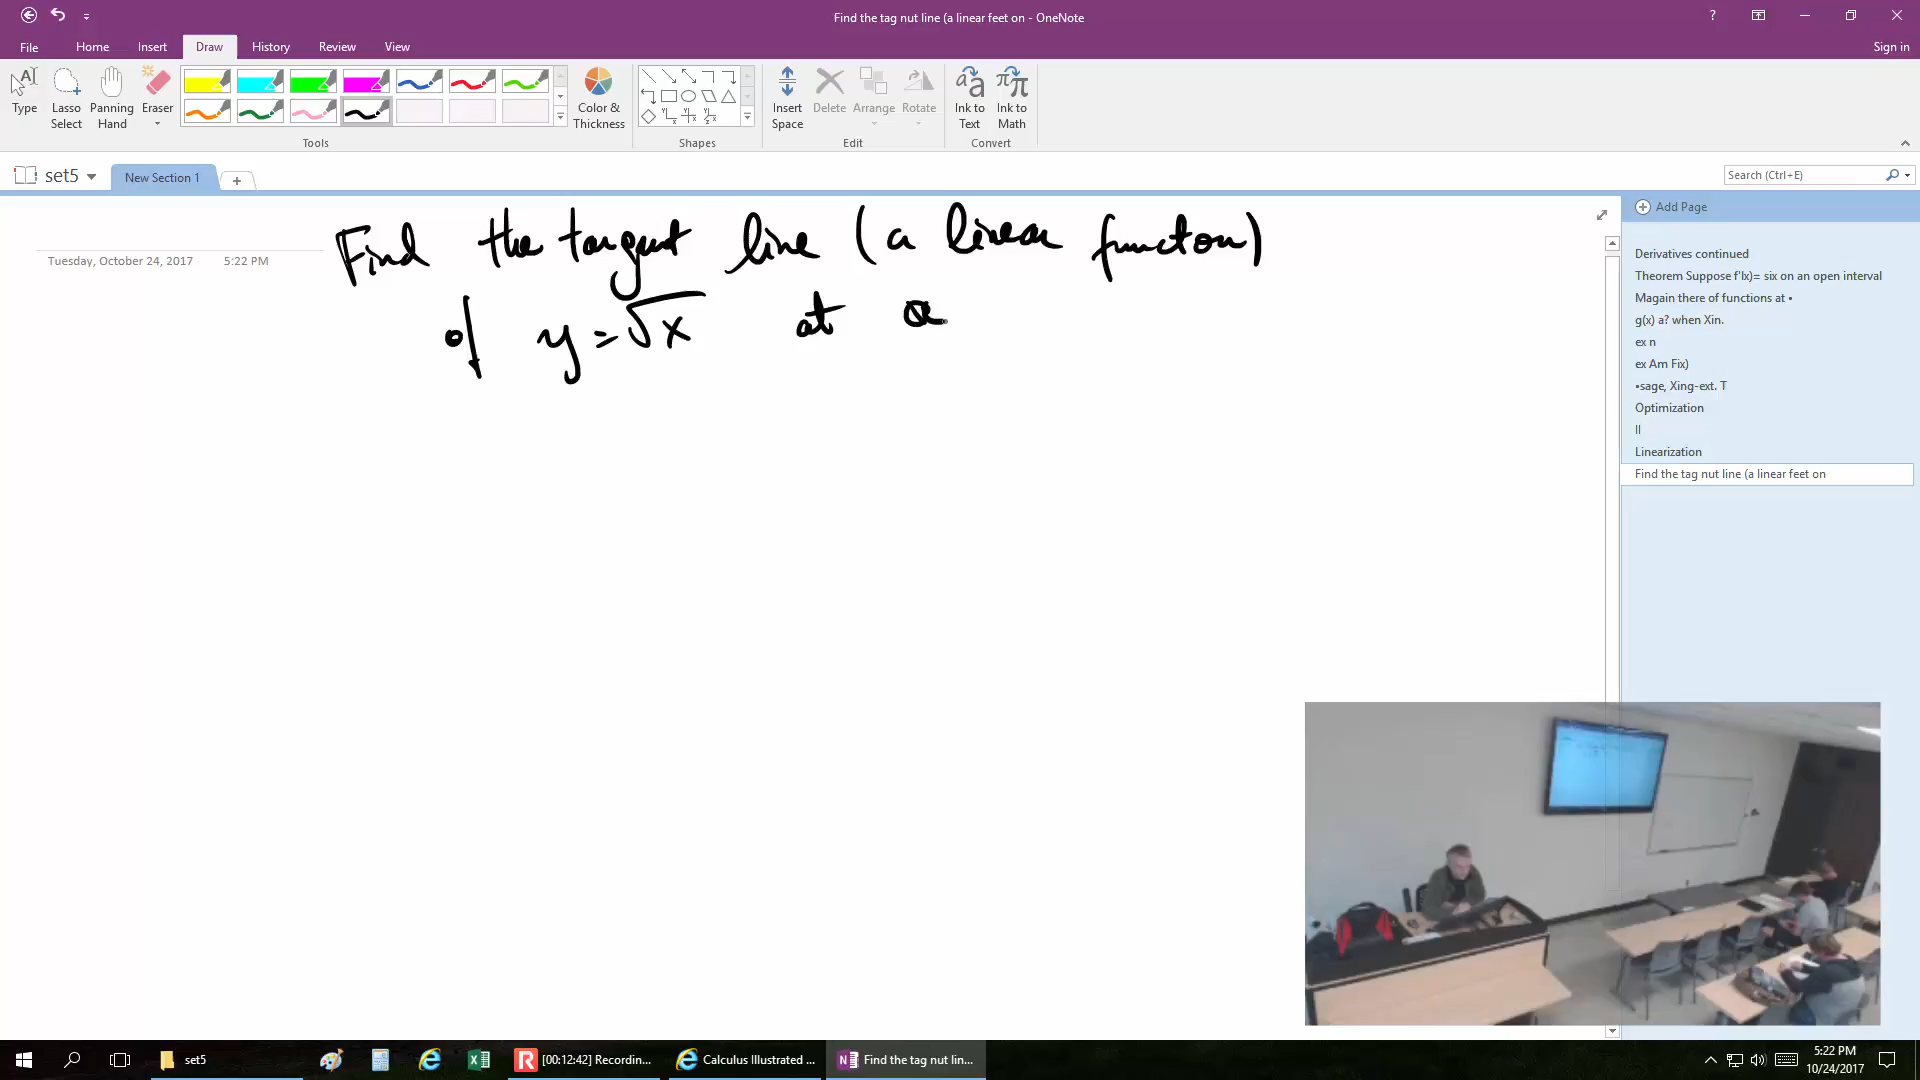 Find the tag nut line (a linear feet on - OneNote
?
File
Home
Insert
Draw
History
Review
View
Sign in
Type
Lasso Select
Panning Hand
Eraser
Color & Thickness
Insert Space
Delete
Arrange
Rotate
Ink to Text
Ink to Math
Tools
Shapes
Edit
Convert
set5
New Section 1
Search (Ctrl+E)
Tuesday, October 24, 2017 5:22 PM
Find the tangent line (a linear functon)
of y=√x at a
Add Page
Derivatives continued
Theorem Suppose f'Ix)= six on an open interval
Magain there of functions at •
g(x) a? when Xin.
ex n
ex Am Fix)
•sage, Xing-ext. T
Optimization
II
Linearization
Find the tag nut line (a linear feet on
set5
[00:12:42] Recordin...
Calculus Illustrated ...
Find the tag nut lin...
5:22 PM
10/24/2017